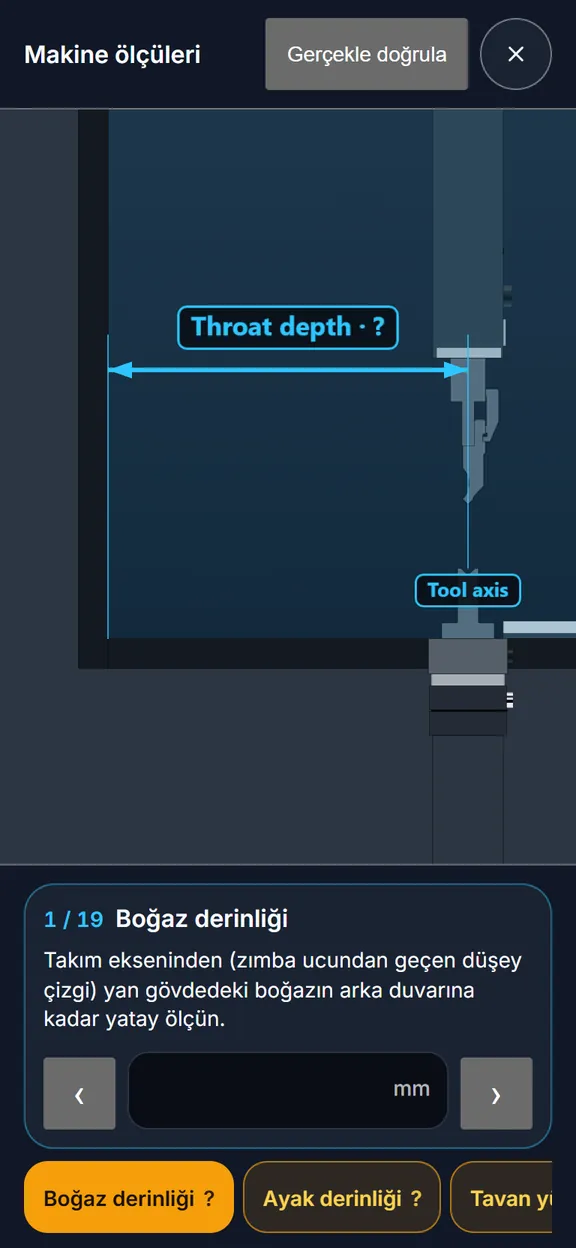 Makine ölçüleri
Gerçekle doğrula
×
Throat depth · ?
Tool axis
1 / 19 Boğaz derinliği
Takım ekseninden (zımba ucundan geçen düşey
çizgi) yan gövdedeki boğazın arka duvarına
kadar yatay ölçün.
‹
mm
›
Boğaz derinliği ?
Ayak derinliği ?
Tavan